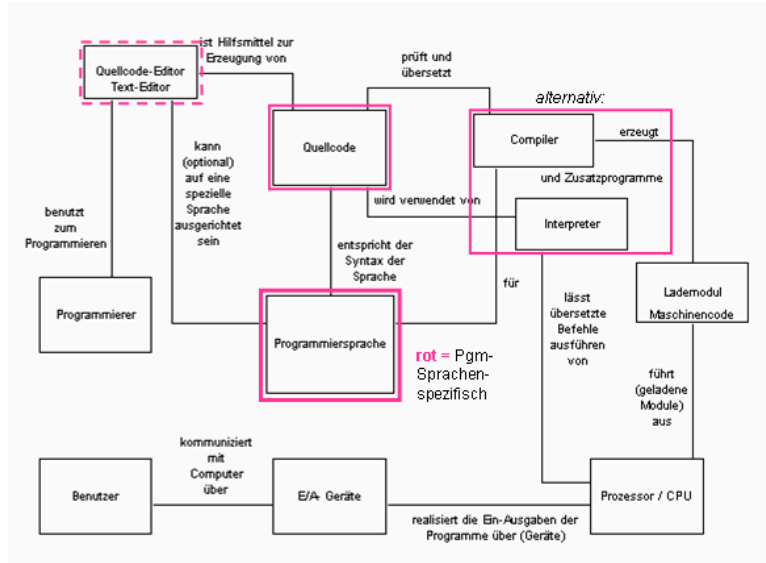 ist Hilfsmittel zur
Erzeugung von
Quellcode-Editor
Text-Editor
prüft und
übersetzt
alternativ:
Quellcode
Compiler
erzeugt
kann
(optional)
auf eine
spezielle
Sprache
ausgerichtet
sein
und Zusatzprogramme
wird verwendet von
Interpreter
benutzt
zum
Programmieren
entspricht der
Syntax der
Sprache
für
lässt
übersetzte
Befehle
ausführen
von
Lademodul
Maschinencode
Programmierer
Programmiersprache
rot = Pgm-
Sprachen-
spezifisch
führt
(geladene
Module)
aus
kommuniziert
mit
Computer
über
Benutzer
E/A- Geräte
Prozessor / CPU
realisiert die Ein-Ausgaben der
Programme über (Geräte)